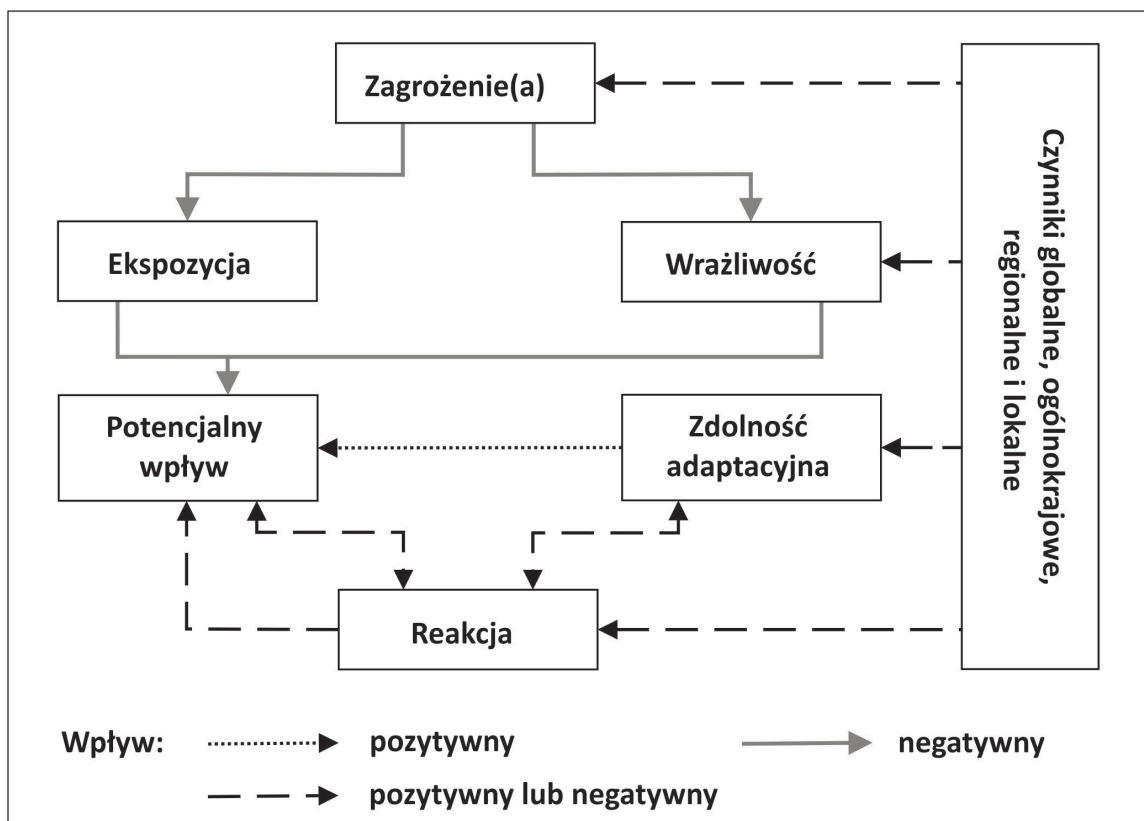 Zagrożenie(a)
Ekspozycja
Wrażliwość
Potencjalny
wpływ
Zdolność
adaptacyjna
Reakcja
Czynniki globalne, ogólnokrajowe,
regionalne i lokalne
Wpływ:
pozytywny
negatywny
pozytywny lub negatywny